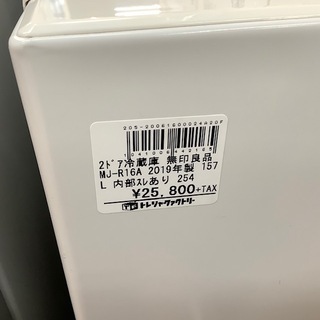 205-200616000024A20F
1041006442165
2ﾄﾞｱ冷蔵庫 無印良品
MJ-R16A 2019年製 157
L 内部ｽﾚあり 254
¥25,800+TAX
トレジャーファクトリー